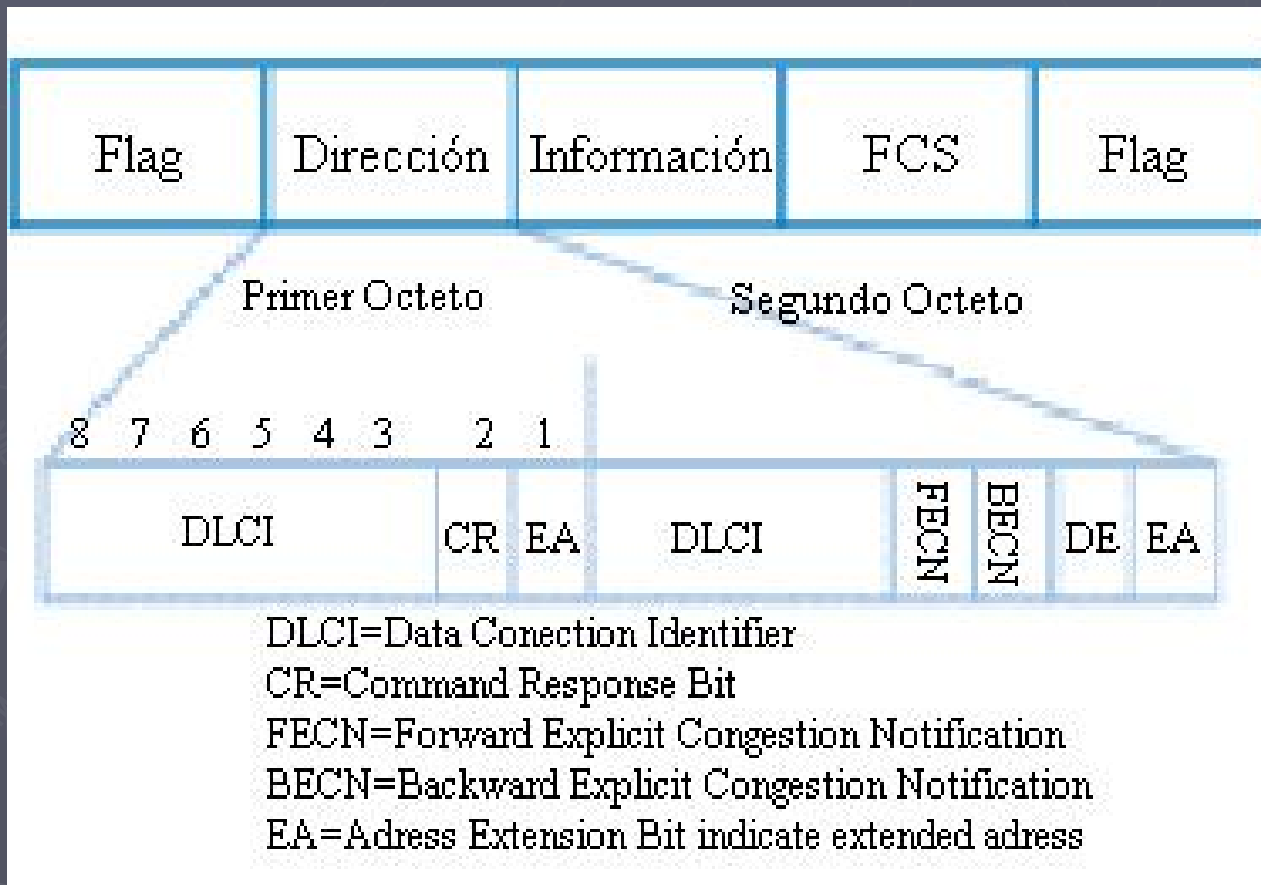 Flag Dirección Información FCS Flag
Primer Octeto Segundo Octeto
8 7 6 5 4 3 2 1
DLCI CR EA DLCI FECN BECN DE EA
DLCI=Data Conection Identifier
CR=Command Response Bit
FECN=Forward Explicit Congestion Notification
BECN=Backward Explicit Congestion Notification
EA=Adress Extension Bit indicate extended adress